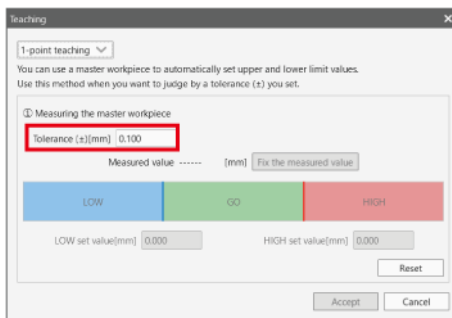 Teaching
1-point teaching
You can use a master workpiece to automatically set upper and lower limit values.
Use this method when you want to judge by a tolerance (±) you set.
① Measuring the master workpiece
Tolerance (±)[mm] 0.100
Measured value ------ [mm] Fix the measured value
LOW GO HIGH
LOW set value[mm] 0.000 HIGH set value[mm] 0.000
Reset
Accept Cancel